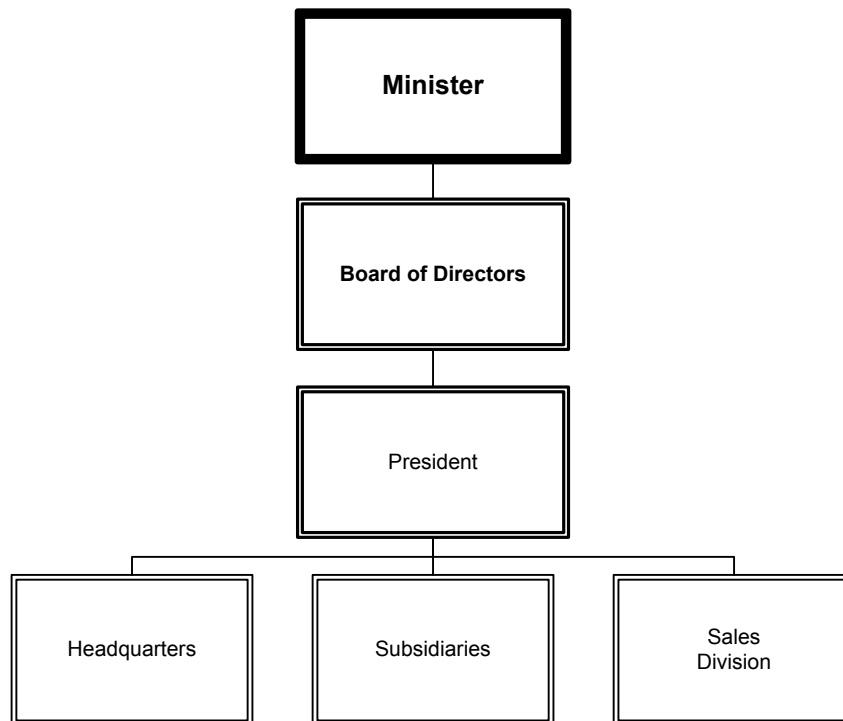 Minister
Board of Directors
President
Headquarters
Subsidiaries
Sales
Division